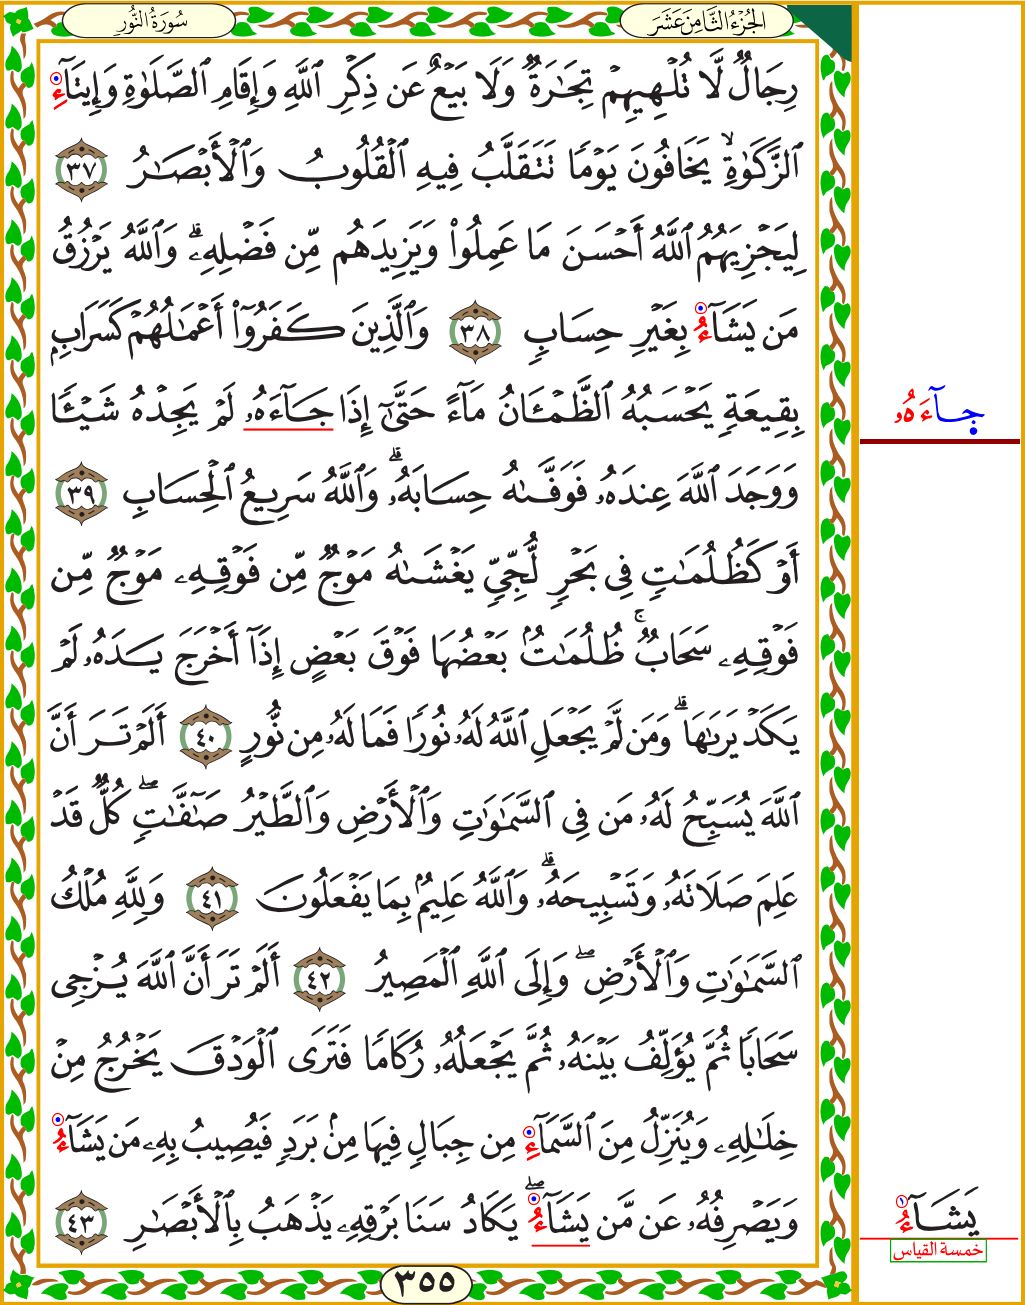 الجُزْءُ الثَّامِنَ عَشَرَ
سُورَةُ النُّورِ
رِجَالٌ لَّا تُلْهِيهِمْ تِجَٰرَةٌ وَلَا بَيْعٌ عَن ذِكْرِ ٱللَّهِ وَإِقَامِ ٱلصَّلَوٰةِ وَإِيتَآءِ
ٱلزَّكَوٰةِ ۙ يَخَافُونَ يَوْمًا تَتَقَلَّبُ فِيهِ ٱلْقُلُوبُ وَٱلْأَبْصَٰرُ ٣٧
لِيَجْزِيَهُمُ ٱللَّهُ أَحْسَنَ مَا عَمِلُوا۟ وَيَزِيدَهُم مِّن فَضْلِهِۦ ۗ وَٱللَّهُ يَرْزُقُ
مَن يَشَآءُ بِغَيْرِ حِسَابٍ ٣٨ وَٱلَّذِينَ كَفَرُوٓا۟ أَعْمَٰلُهُمْ كَسَرَابٍۭ
بِقِيعَةٍ يَحْسَبُهُ ٱلظَّمْـَٔانُ مَآءً حَتَّىٰٓ إِذَا جَآءَهُۥ لَمْ يَجِدْهُ شَيْـًٔا
وَوَجَدَ ٱللَّهَ عِندَهُۥ فَوَفَّىٰهُ حِسَابَهُۥ ۗ وَٱللَّهُ سَرِيعُ ٱلْحِسَابِ ٣٩
أَوْ كَظُلُمَٰتٍ فِى بَحْرٍ لُّجِّىٍّ يَغْشَىٰهُ مَوْجٌ مِّن فَوْقِهِۦ مَوْجٌ مِّن
فَوْقِهِۦ سَحَابٌ ۚ ظُلُمَٰتٌۢ بَعْضُهَا فَوْقَ بَعْضٍ إِذَآ أَخْرَجَ يَدَهُۥ لَمْ
يَكَدْ يَرَىٰهَا ۗ وَمَن لَّمْ يَجْعَلِ ٱللَّهُ لَهُۥ نُورًا فَمَا لَهُۥ مِن نُّورٍ ٤٠ أَلَمْ تَرَ أَنَّ
ٱللَّهَ يُسَبِّحُ لَهُۥ مَن فِى ٱلسَّمَٰوَٰتِ وَٱلْأَرْضِ وَٱلطَّيْرُ صَٰٓفَّٰتٍ ۖ كُلٌّ قَدْ
عَلِمَ صَلَاتَهُۥ وَتَسْبِيحَهُۥ ۗ وَٱللَّهُ عَلِيمٌۢ بِمَا يَفْعَلُونَ ٤١ وَلِلَّهِ مُلْكُ
ٱلسَّمَٰوَٰتِ وَٱلْأَرْضِ ۖ وَإِلَى ٱللَّهِ ٱلْمَصِيرُ ٤٢ أَلَمْ تَرَ أَنَّ ٱللَّهَ يُزْجِى
سَحَابًا ثُمَّ يُؤَلِّفُ بَيْنَهُۥ ثُمَّ يَجْعَلُهُۥ رُكَامًا فَتَرَى ٱلْوَدْقَ يَخْرُجُ مِنْ
خِلَٰلِهِۦ وَيُنَزِّلُ مِنَ ٱلسَّمَآءِ مِن جِبَالٍ فِيهَا مِنۢ بَرَدٍ فَيُصِيبُ بِهِۦ مَن يَشَآءُ
وَيَصْرِفُهُۥ عَن مَّن يَشَآءُ ۖ يَكَادُ سَنَا بَرْقِهِۦ يَذْهَبُ بِٱلْأَبْصَٰرِ ٤٣
٣٥٥
جآءَهُۥ
يَشَآءُ ١
خمسة القياس